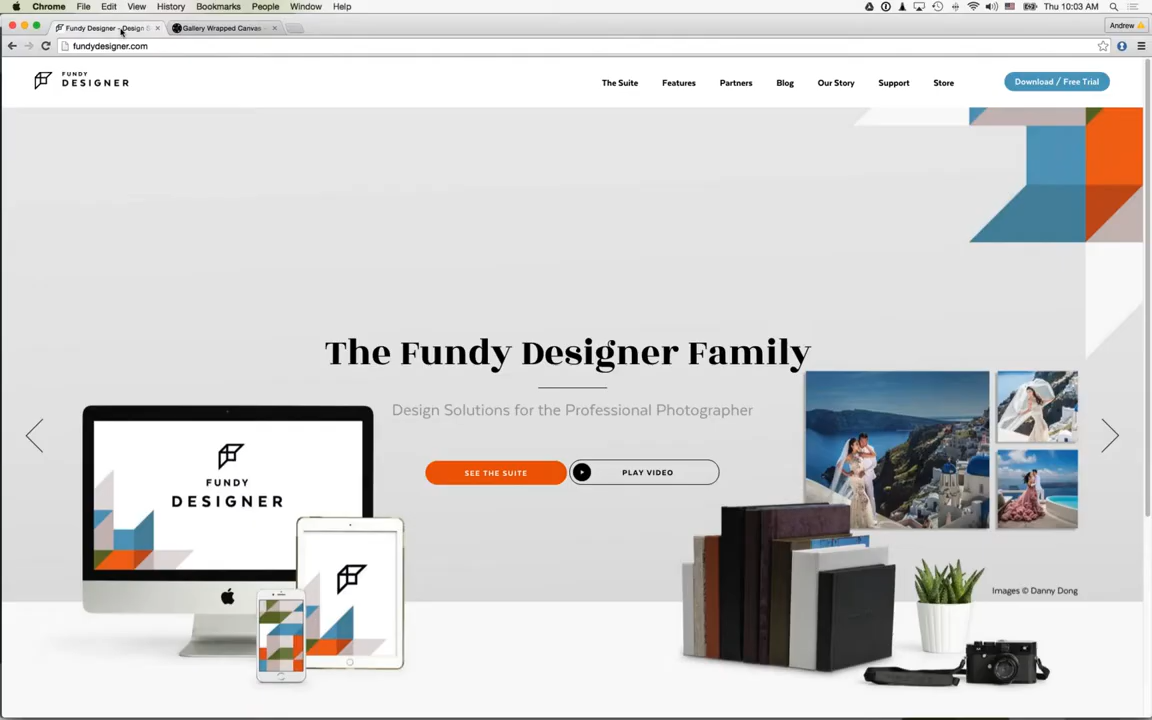 Chrome File Edit View History Bookmarks People Window Help Thu 10:03 AM
Fundy Designer - Design Gallery Wrapped Canvas Andrew
fundydesigner.com
FUNDY
DESIGNER
The Suite Features Partners Blog Our Story Support Store Download / Free Trial
The Fundy Designer Family
Design Solutions for the Professional Photographer
SEE THE SUITE PLAY VIDEO
FUNDY
DESIGNER
Images © Danny Dong